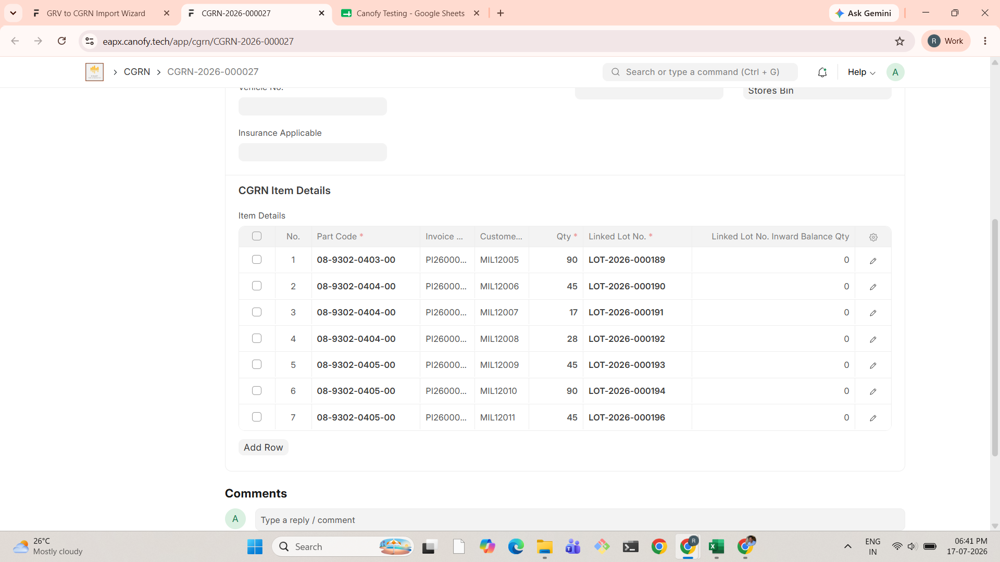 GRV to CGRN Import Wizard
CGRN-2026-000027
Canofy Testing - Google Sheets
Ask Gemini
eapx.canofy.tech/app/cgrn/CGRN-2026-000027
R Work
CGRN
CGRN-2026-000027
Search or type a command (Ctrl + G)
Help
A
Vehicle No.
Stores Bin
Insurance Applicable
CGRN Item Details
Item Details
No. Part Code * Invoice ... Custome... Qty * Linked Lot No. * Linked Lot No. Inward Balance Qty
1 08-9302-0403-00 PI26000... MIL12005 90 LOT-2026-000189 0
2 08-9302-0404-00 PI26000... MIL12006 45 LOT-2026-000190 0
3 08-9302-0404-00 PI26000... MIL12007 17 LOT-2026-000191 0
4 08-9302-0404-00 PI26000... MIL12008 28 LOT-2026-000192 0
5 08-9302-0405-00 PI26000... MIL12009 45 LOT-2026-000193 0
6 08-9302-0405-00 PI26000... MIL12010 90 LOT-2026-000194 0
7 08-9302-0405-00 PI26000... MIL12011 45 LOT-2026-000196 0
Add Row
Comments
A
Type a reply / comment
26°C
Mostly cloudy
Search
R
ENG
IN
06:41 PM
17-07-2026